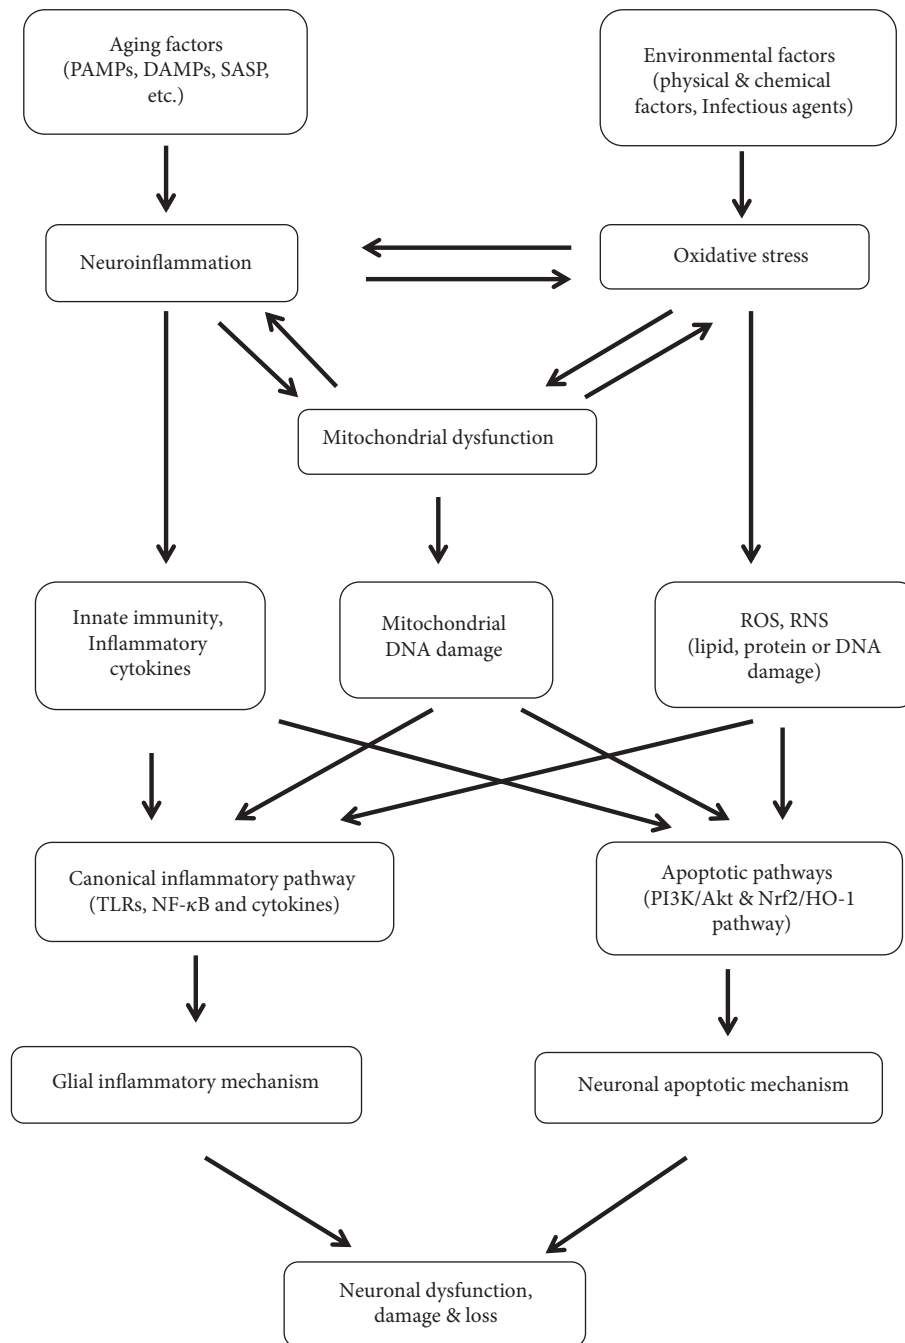 Aging factors
(PAMPs, DAMPs, SASP,
etc.)
Environmental factors
(physical & chemical
factors, Infectious agents)
Neuroinflammation
Oxidative stress
Mitochondrial dysfunction
Innate immunity,
Inflammatory
cytokines
Mitochondrial
DNA damage
ROS, RNS
(lipid, protein or DNA
damage)
Canonical inflammatory pathway
(TLRs, NF-κB and cytokines)
Apoptotic pathways
(PI3K/Akt & Nrf2/HO-1
pathway)
Glial inflammatory mechanism
Neuronal apoptotic mechanism
Neuronal dysfunction,
damage & loss